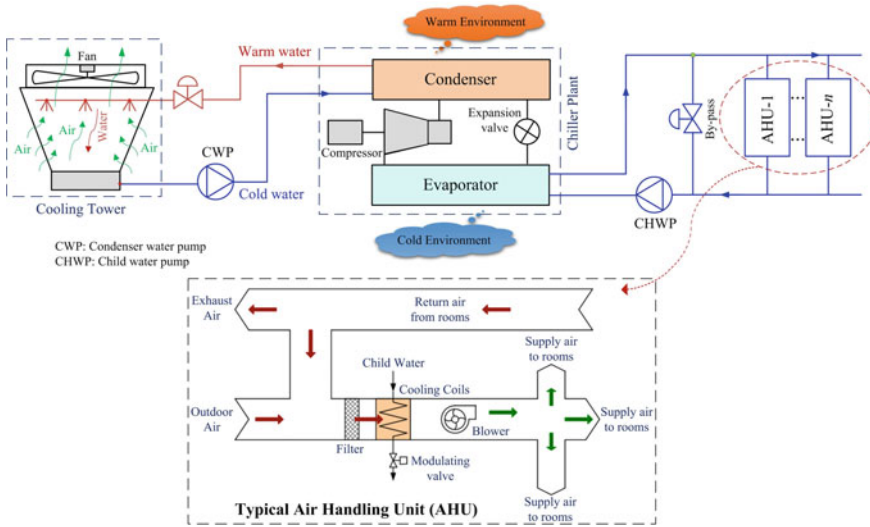 Warm Environment
Fan
Warm water
Condenser
Air
Air
Air
Air
Water
Compressor
Expansion
valve
Chiller Plant
By-pass
AHU-1
AHU-n
CWP
Cold water
Evaporator
CHWP
Cooling Tower
Cold Environment
CWP: Condenser water pump
CHWP: Child water pump
Exhaust
Air
Return air
from rooms
Supply air
to rooms
Child Water
Cooling Coils
Outdoor
Air
Blower
Supply air
to rooms
Filter
Modulating
valve
Supply air
to rooms
Typical Air Handling Unit (AHU)